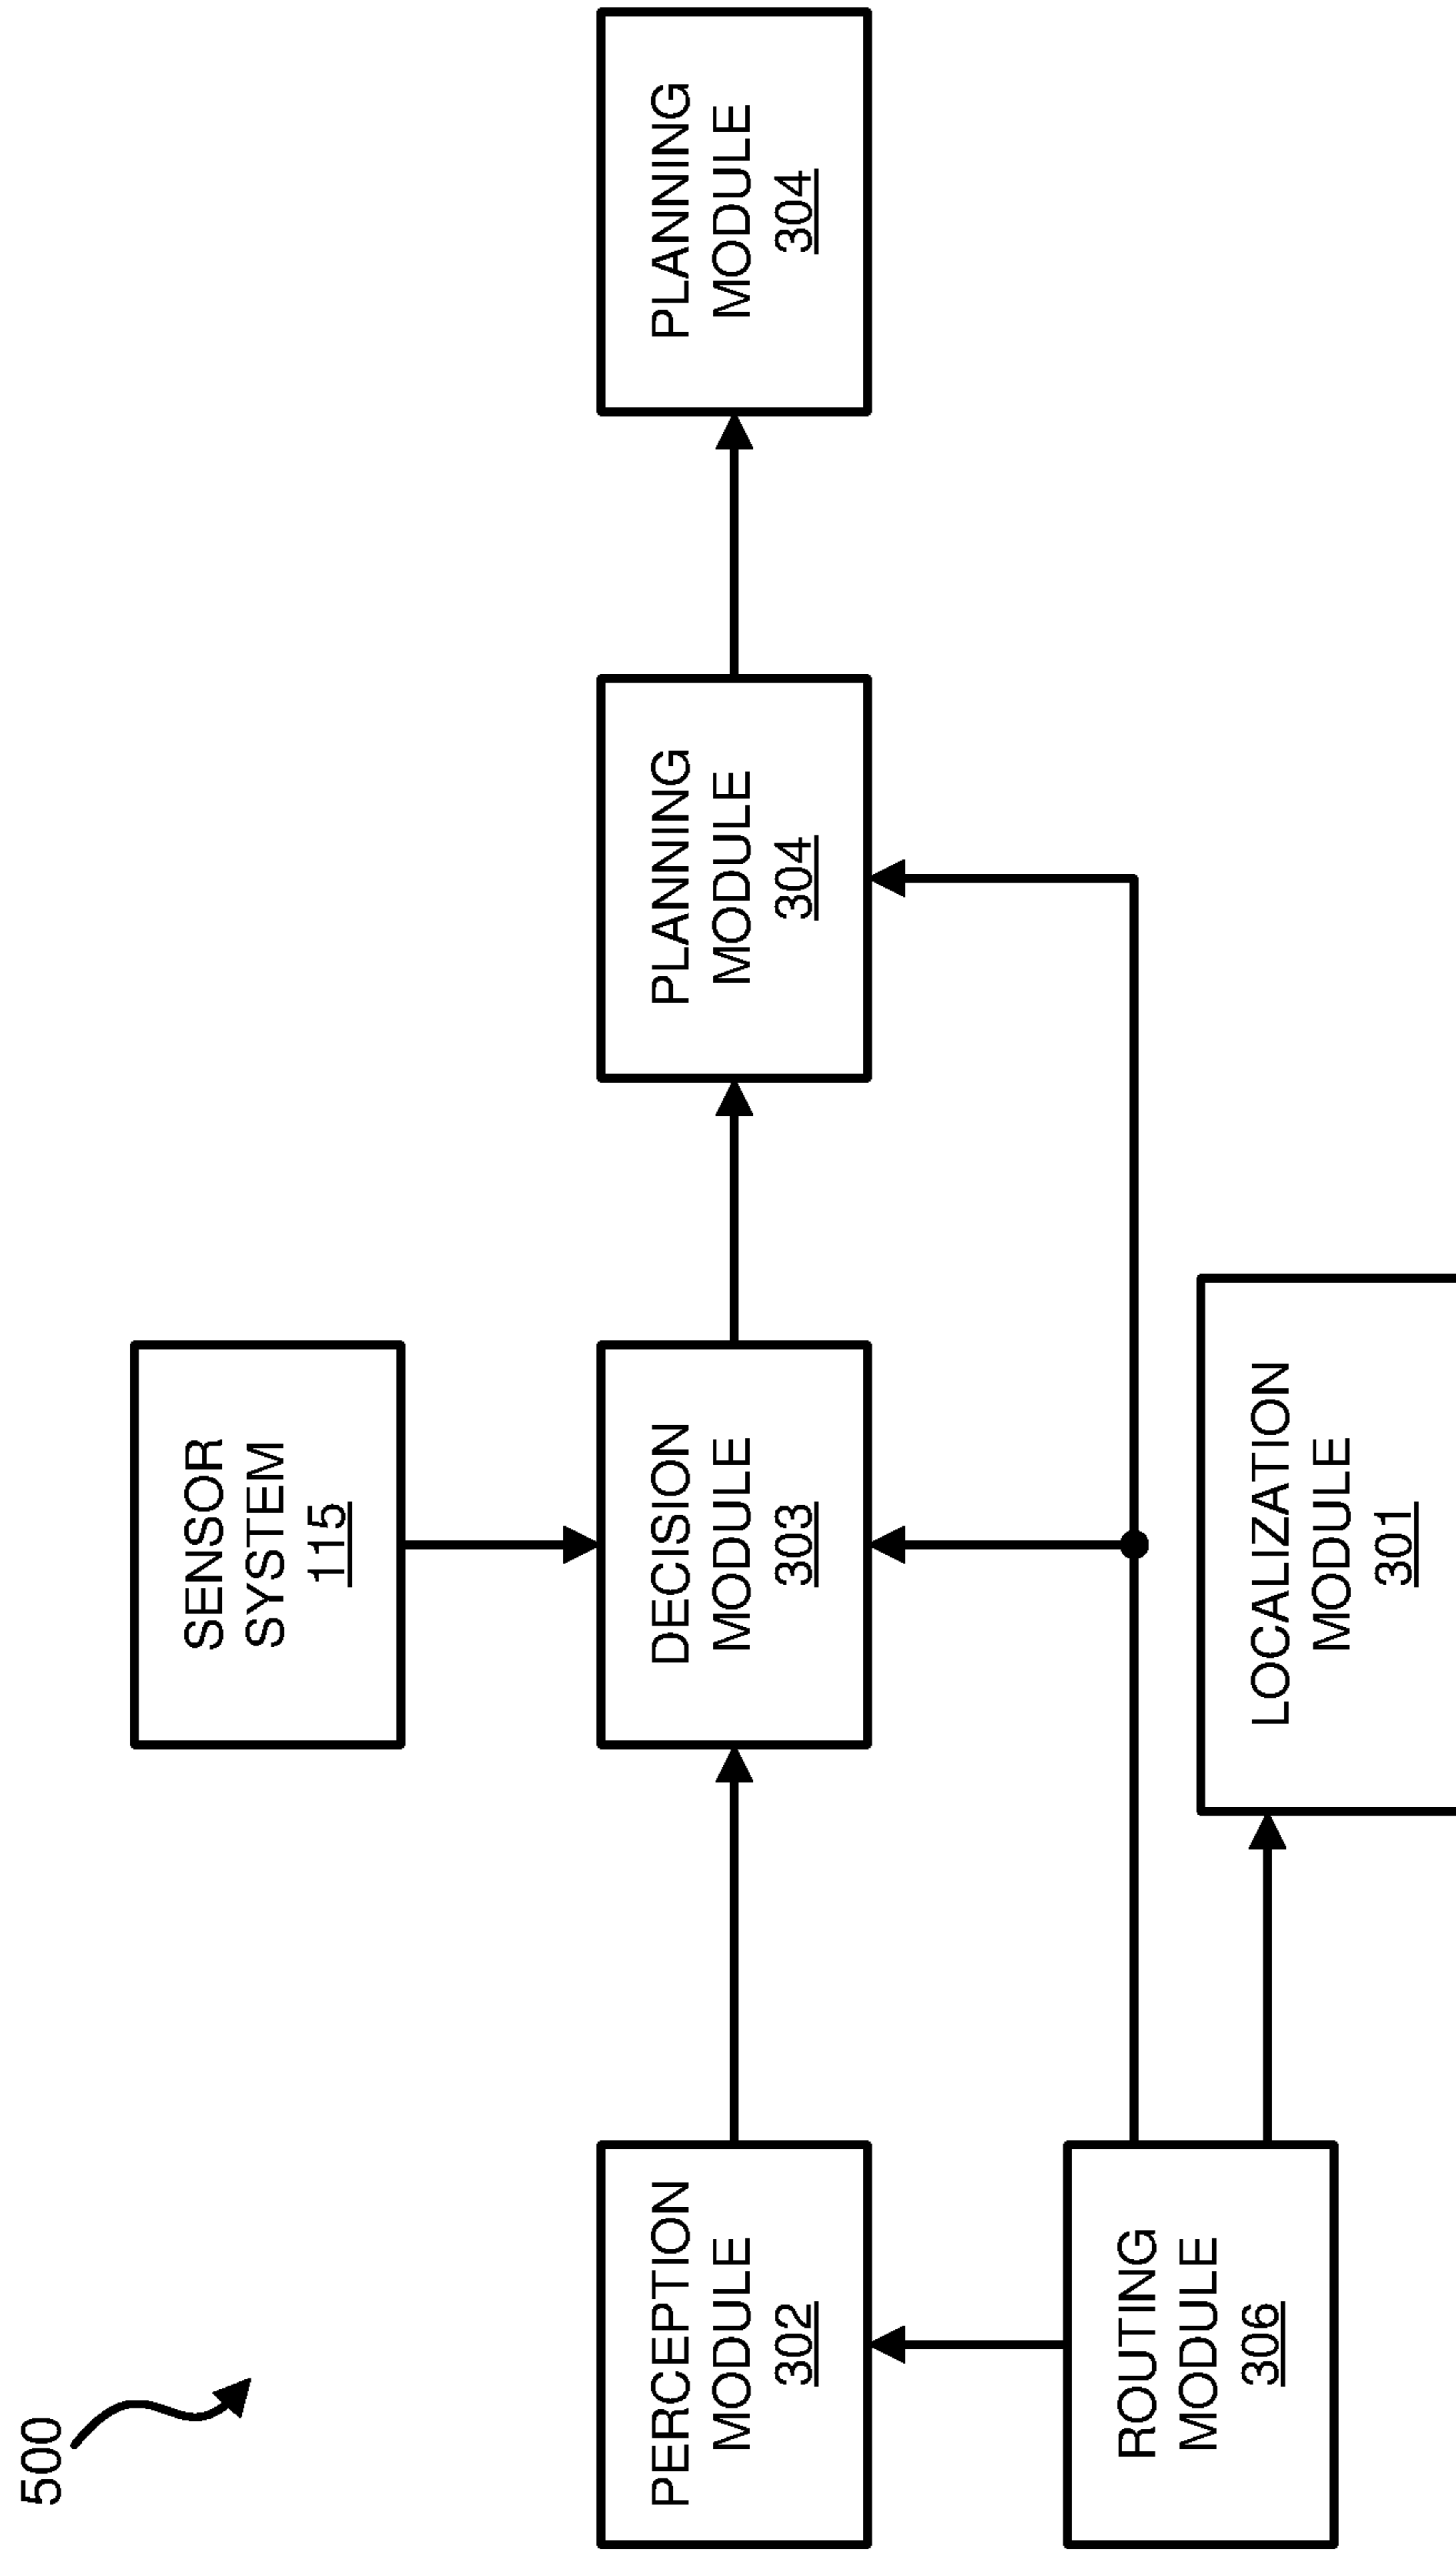 500
SENSOR
SYSTEM
115
PERCEPTION
MODULE
302
DECISION
MODULE
303
PLANNING
MODULE
304
PLANNING
MODULE
304
ROUTING
MODULE
306
LOCALIZATION
MODULE
301